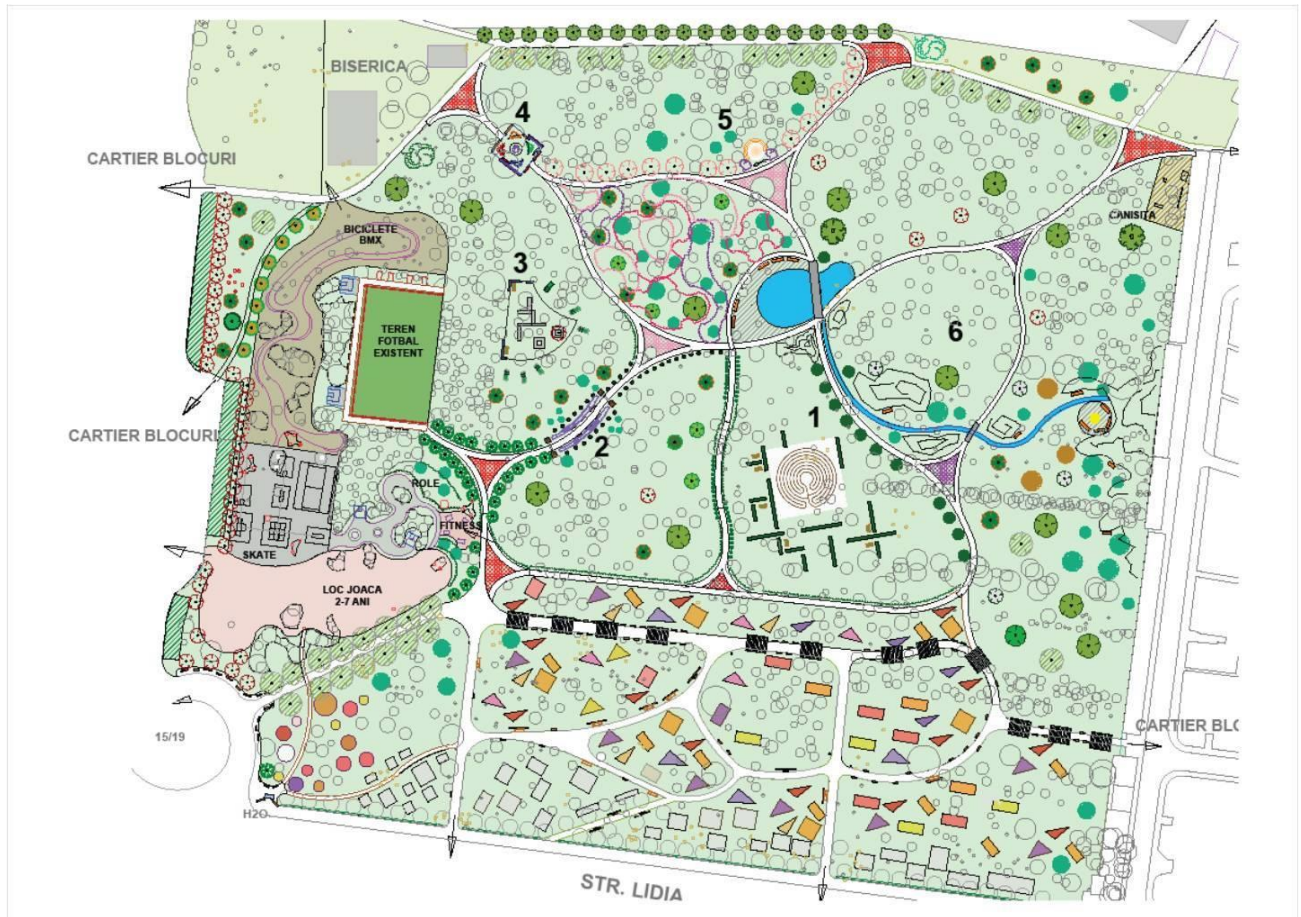 BISERICA
4
5
CARTIER BLOCURI
CANISITA
BICICLETE
BMX
3
TEREN
FOTBAL
EXISTENT
6
CARTIER BLOCURI
1
2
ROLE
FITNESS
SKATE
LOC JOACA
2-7 ANI
CARTIER BLO
15/19
H2O
STR. LIDIA